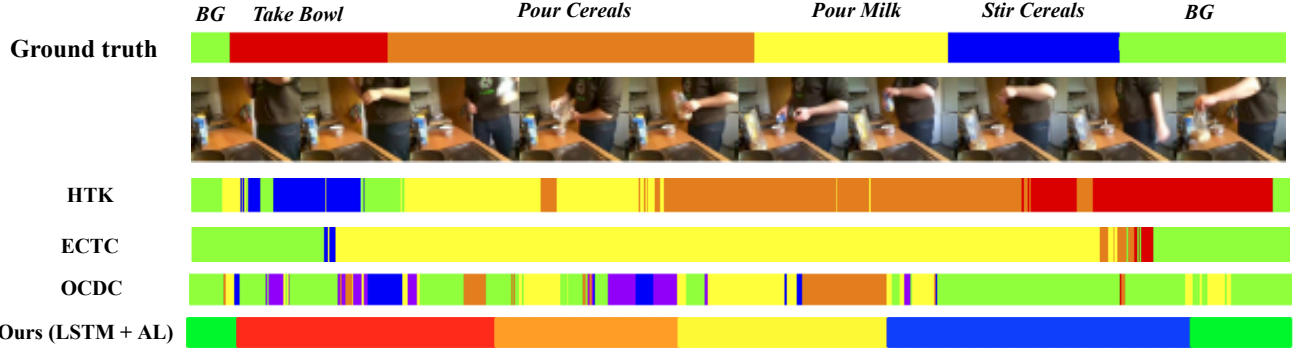 BG Take Bowl Pour Cereals Pour Milk Stir Cereals BG
Ground truth
HTK
ECTC
OCDC
Ours (LSTM + AL)